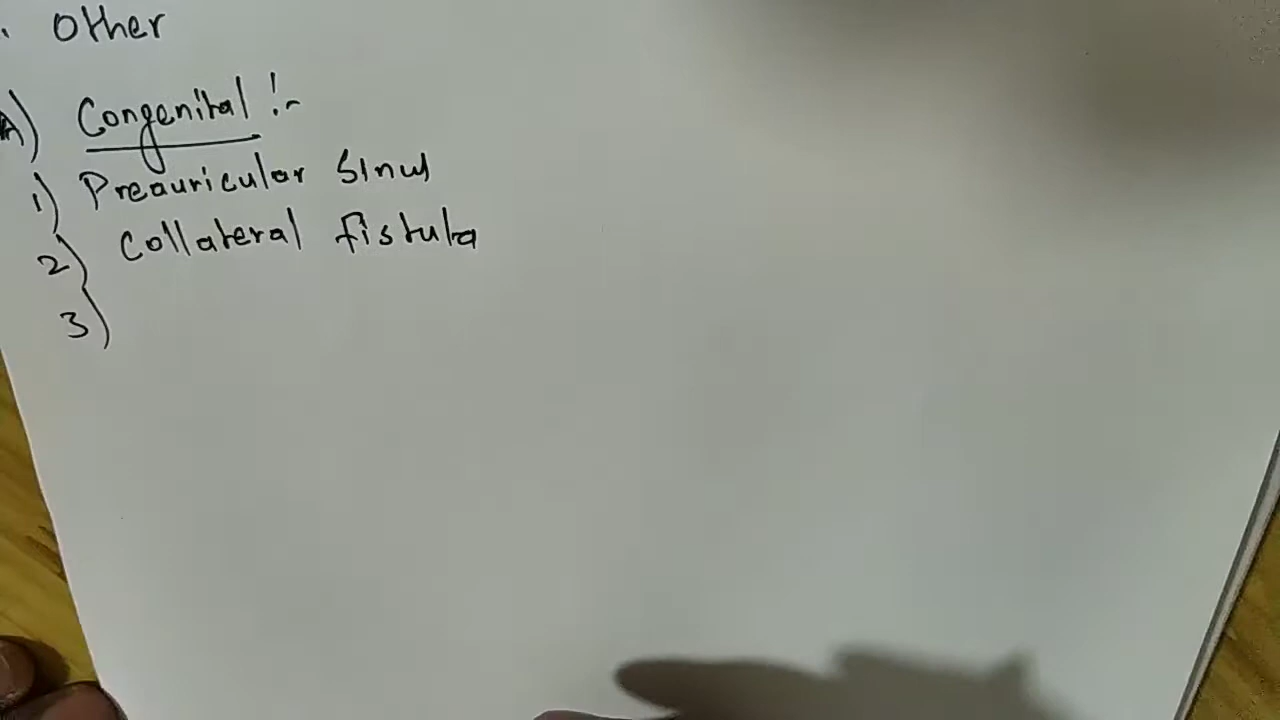 . Other
A) Congenital :-
1) Preauricular Sinus
2) Collateral fistula
3)